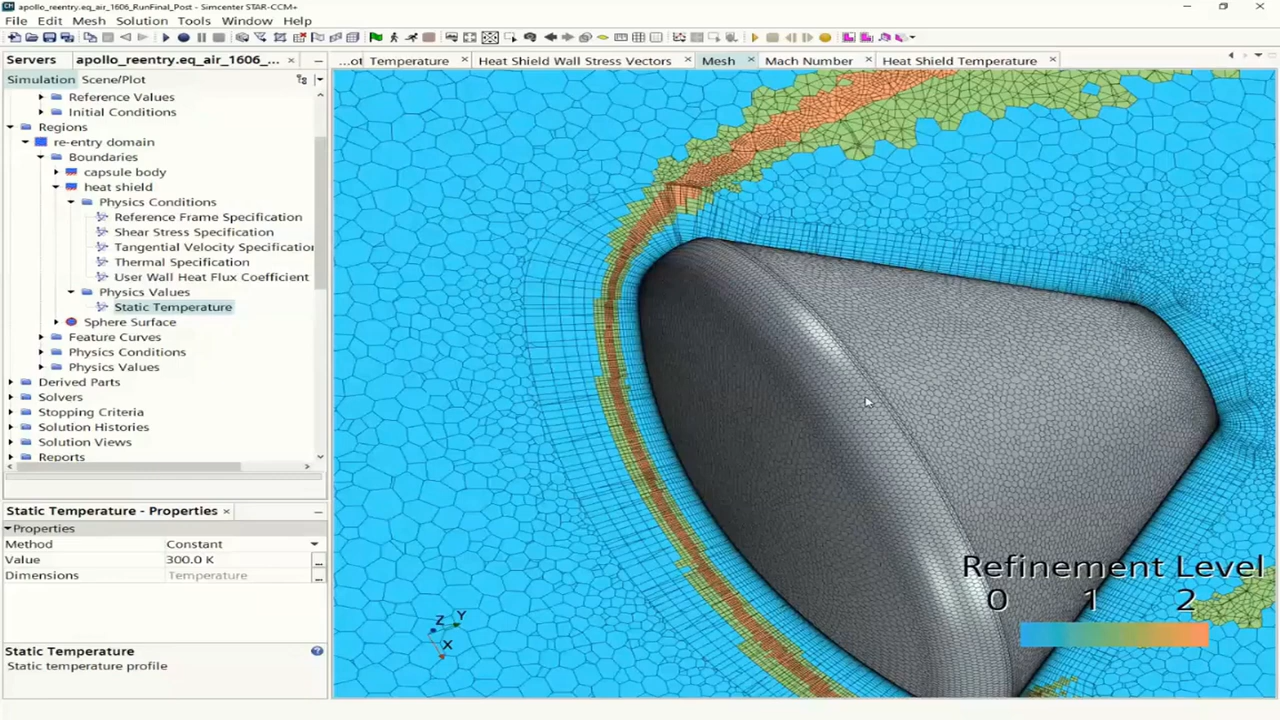 apollo_reentry.eq_air_1606_RunFinal_Post - Simcenter STAR-CCM+
File Edit Mesh Solution Tools Window Help
Servers apollo_reentry.eq_air_1606_... ...ot Temperature Heat Shield Wall Stress Vectors Mesh Mach Number Heat Shield Temperature
Simulation Scene/Plot
Reference Values
Initial Conditions
Regions
re-entry domain
Boundaries
capsule body
heat shield
Physics Conditions
Reference Frame Specification
Shear Stress Specification
Tangential Velocity Specification
Thermal Specification
User Wall Heat Flux Coefficient
Physics Values
Static Temperature
Sphere Surface
Feature Curves
Physics Conditions
Physics Values
Derived Parts
Solvers
Stopping Criteria
Solution Histories
Solution Views
Reports
Static Temperature - Properties
Properties
Method Constant
Value 300.0 K
Dimensions Temperature
Static Temperature
Static temperature profile
Z Y
X
Refinement Level
0 1 2